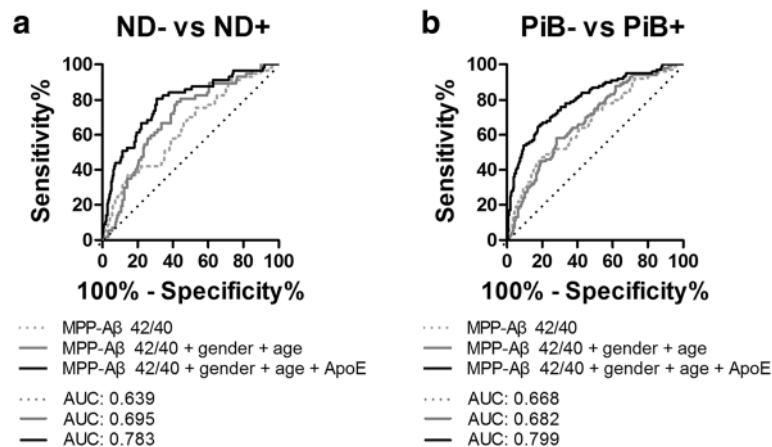 a ND- vs ND+
100
80
60
40
20
0
Sensitivity%
0 20 40 60 80 100
100% - Specificity%
MPP-Aβ 42/40
MPP-Aβ 42/40 + gender + age
MPP-Aβ 42/40 + gender + age + ApoE
AUC: 0.639
AUC: 0.695
AUC: 0.783
b PiB- vs PiB+
100
80
60
40
20
0
Sensitivity%
0 20 40 60 80 100
100% - Specificity%
MPP-Aβ 42/40
MPP-Aβ 42/40 + gender + age
MPP-Aβ 42/40 + gender + age + ApoE
AUC: 0.668
AUC: 0.682
AUC: 0.799